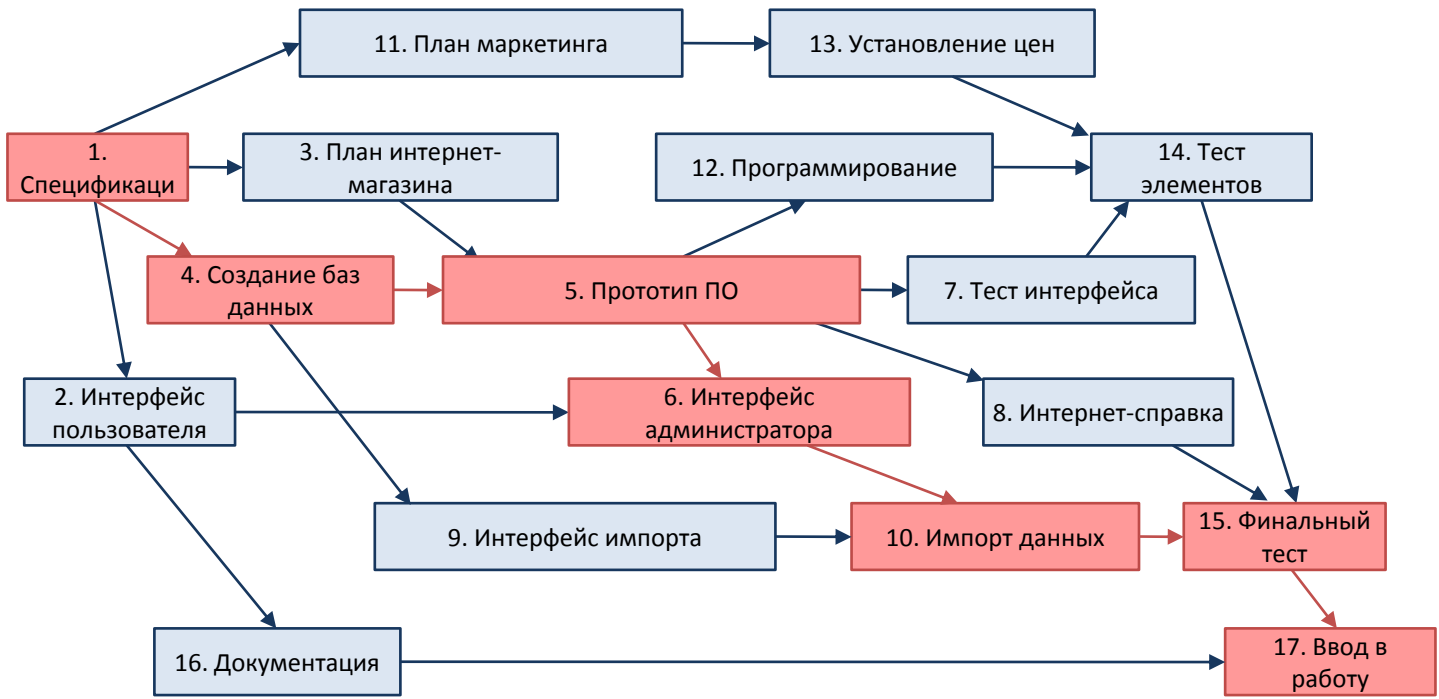 11. План маркетинга
13. Установление цен
1.
Спецификаци
3. План интернет-
магазина
12. Программирование
14. Тест
элементов
4. Создание баз
данных
5. Прототип ПО
7. Тест интерфейса
2. Интерфейс
пользователя
6. Интерфейс
администратора
8. Интернет-справка
9. Интерфейс импорта
10. Импорт данных
15. Финальный
тест
16. Документация
17. Ввод в
работу